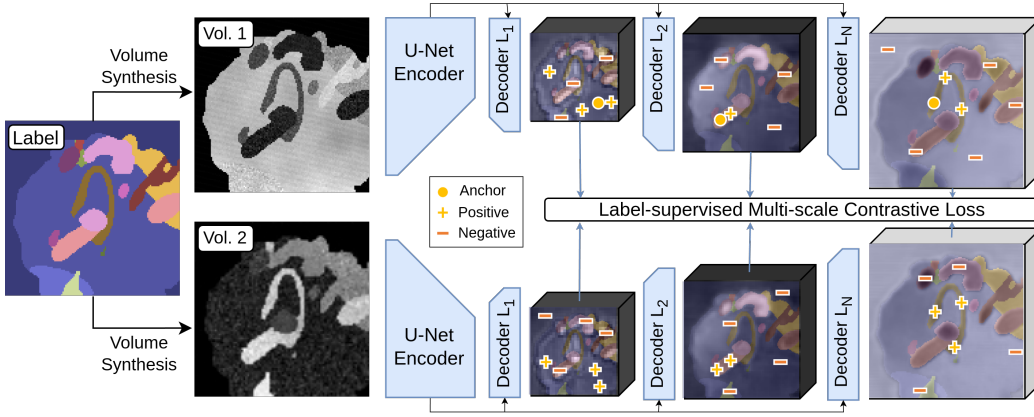 Label
Volume
Synthesis
Volume
Synthesis
Vol. 1
Vol. 2
U-Net
Encoder
Decoder L1
Decoder L2
Decoder LN
Anchor
Positive
Negative
Label-supervised Multi-scale Contrastive Loss
U-Net
Encoder
Decoder L1
Decoder L2
Decoder LN